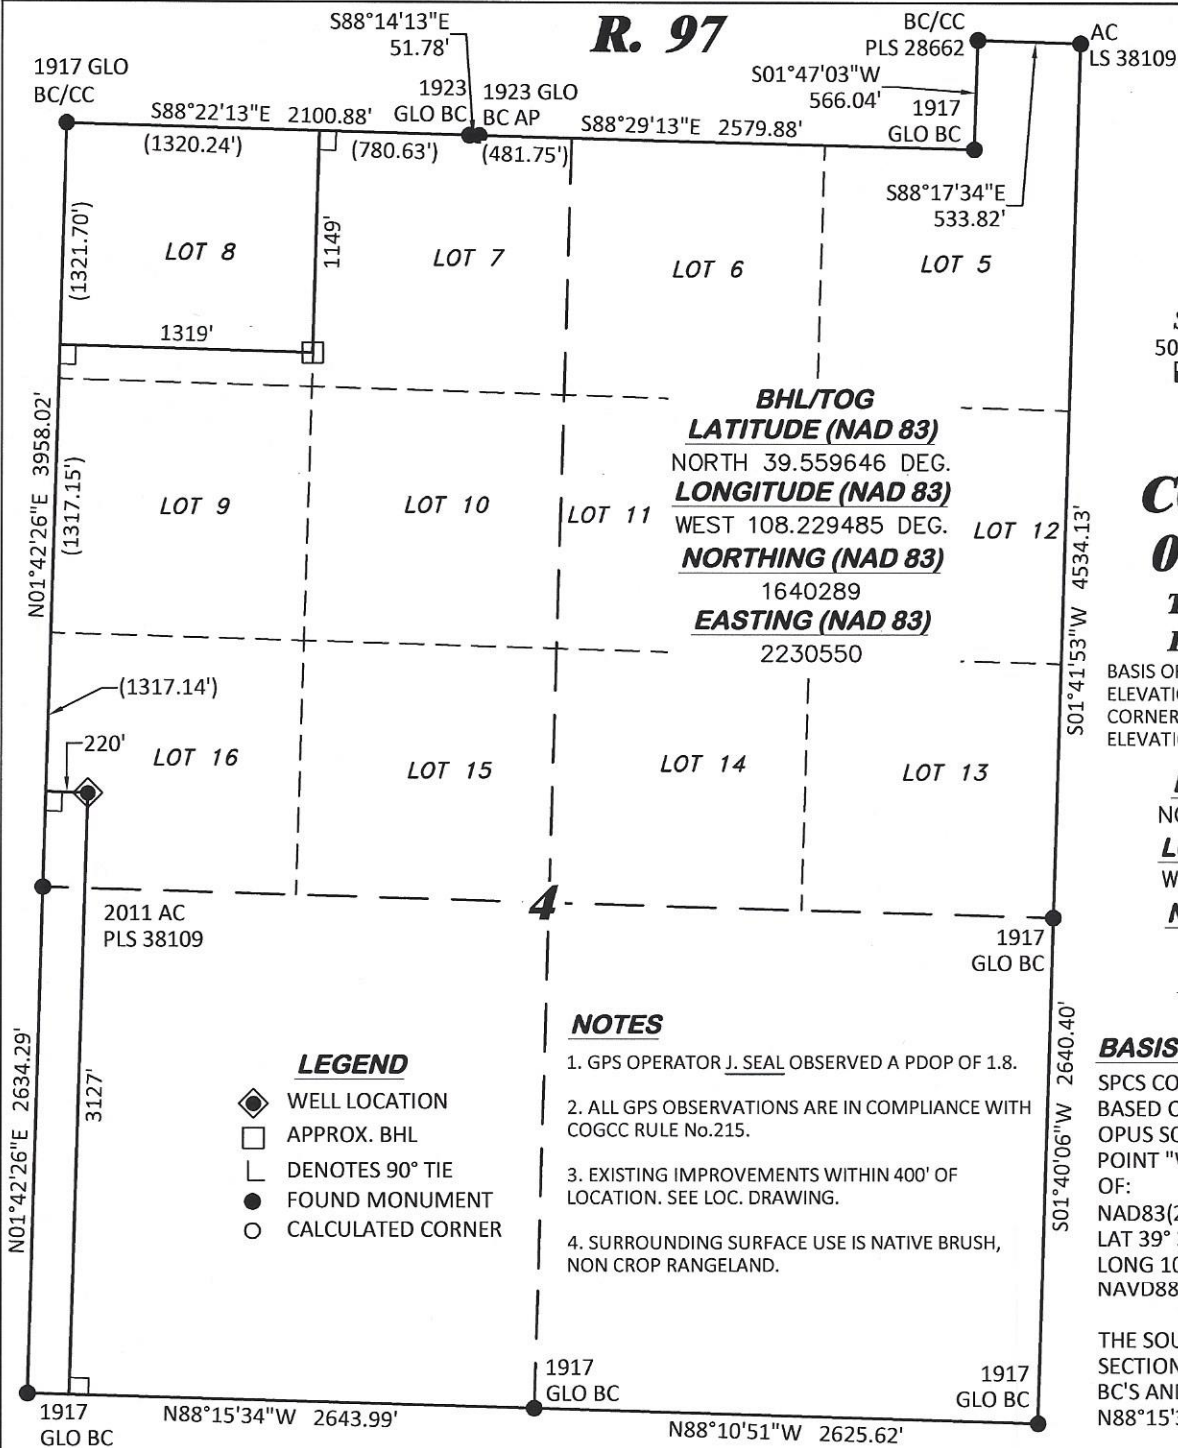 R. 97
S88°14'13"E
51.78'
BC/CC
PLS 28662
AC
LS 38109
1917 GLO
BC/CC
S88°22'13"E 2100.88'
1923
GLO BC
1923 GLO
BC AP
S01°47'03"W
566.04'
1917
GLO BC
S88°29'13"E 2579.88'
(1320.24')
(780.63')
(481.75')
S88°17'34"E
533.82'
(1321.70')
LOT 8
1149'
LOT 7
LOT 6
LOT 5
1319'
50
BHL/TOG
LATITUDE (NAD 83)
NORTH 39.559646 DEG.
LONGITUDE (NAD 83)
WEST 108.229485 DEG.
NORTHING (NAD 83)
1640289
EASTING (NAD 83)
2230550
N01°42'26"E 3958.02'
(1317.15')
LOT 9
LOT 10
LOT 11
LOT 12
S01°41'53"W 4534.13'
C
0
BASIS O
ELEVATI
CORNER
ELEVATI
(1317.14')
220'
LOT 16
LOT 15
LOT 14
LOT 13
NO
L
W
N
4
2011 AC
PLS 38109
1917
GLO BC
N01°42'26"E 2634.29'
3127'
LEGEND
WELL LOCATION
APPROX. BHL
DENOTES 90° TIE
FOUND MONUMENT
CALCULATED CORNER
NOTES
1. GPS OPERATOR J. SEAL OBSERVED A PDOP OF 1.8.
2. ALL GPS OBSERVATIONS ARE IN COMPLIANCE WITH
COGCC RULE No.215.
3. EXISTING IMPROVEMENTS WITHIN 400' OF
LOCATION. SEE LOC. DRAWING.
4. SURROUNDING SURFACE USE IS NATIVE BRUSH,
NON CROP RANGELAND.
S01°40'06"W 2640.40'
BASIS
SPCS CO
BASED O
OPUS SO
POINT "
OF:
NAD83(2
LAT 39°
LONG 10
NAVD88
THE SOU
SECTION
BC'S AN
N88°15'3
1917
GLO BC
N88°15'34"W 2643.99'
1917
GLO BC
N88°10'51"W 2625.62'
1917
GLO BC